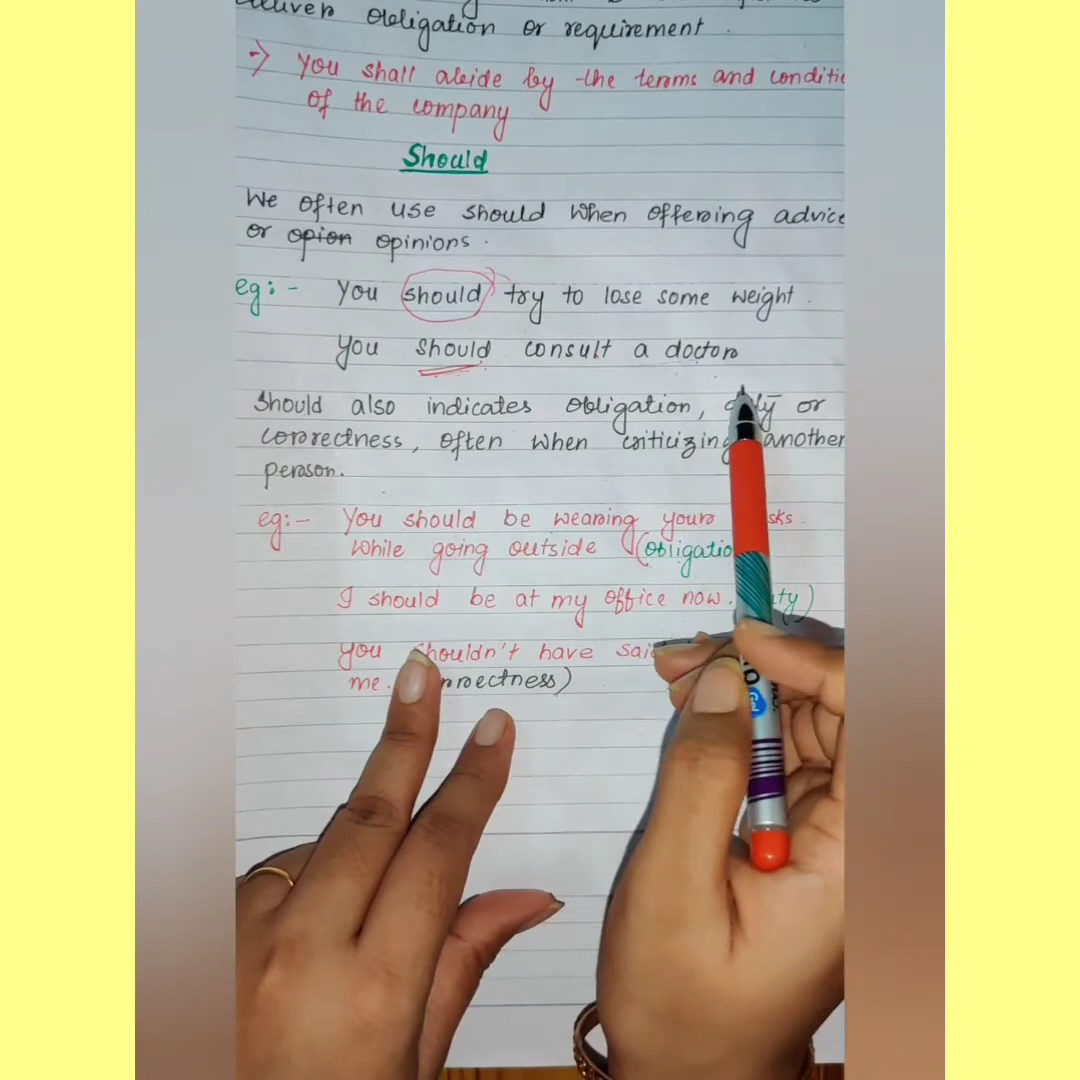 obligation or requirement.
→ You shall abide by the terms and
of the company
Should
We often use should when offering advice
or opion opinions.
eg:- You should try to lose some weight.
You should consult a doctor
Should also indicates obligation, or
correctness, often when criticizing another
person.
eg:- You should be wearing your
while going outside
I should be at my office now.
You shouldn't have
me.
Gel